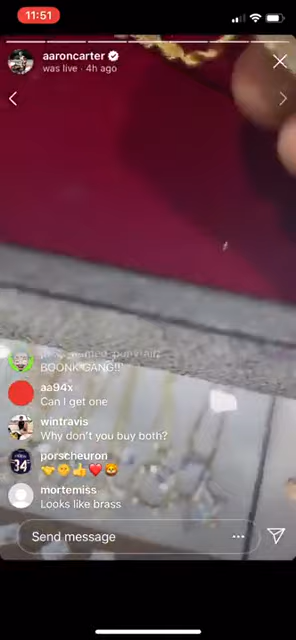 11:51
aaroncarter
was live · 4h ago
BOONK GANG!!
aa94x
Can I get one
wintravis
Why don't you buy both?
porscheuron
34
🤝🌞👍❤️🍔
mortemiss
Looks like brass
Send message